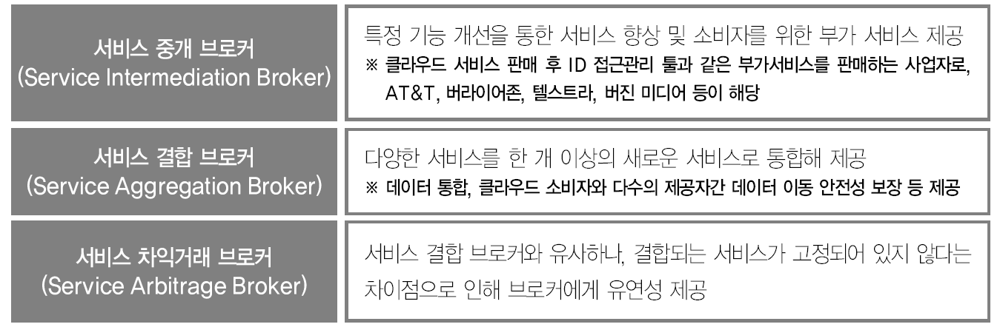 서비스 중개 브로커
(Service Intermediation Broker)
특정 기능 개선을 통한 서비스 향상 및 소비자를 위한 부가 서비스 제공
※ 클라우드 서비스 판매 후 ID 접근관리 툴과 같은 부가서비스를 판매하는 사업자로,
AT&T, 버라이어존, 텔스트라, 버진 미디어 등이 해당
서비스 결합 브로커
(Service Aggregation Broker)
다양한 서비스를 한 개 이상의 새로운 서비스로 통합해 제공
※ 데이터 통합, 클라우드 소비자와 다수의 제공자간 데이터 이동 안전성 보장 등 제공
서비스 차익거래 브로커
(Service Arbitrage Broker)
서비스 결합 브로커와 유사하나, 결합되는 서비스가 고정되어 있지 않다는
차이점으로 인해 브로커에게 유연성 제공